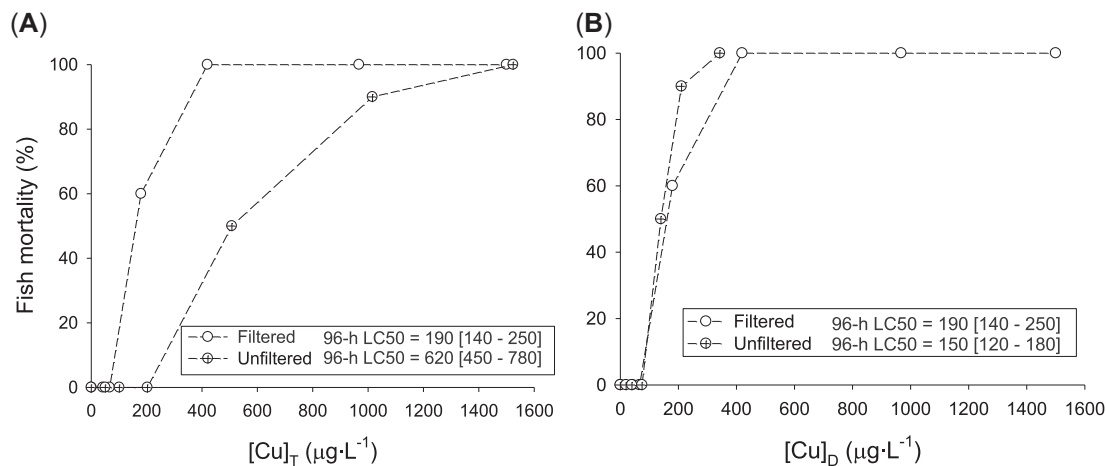 (A)
(B)
Fish mortality (%)
100
80
60
40
20
0
Filtered 96-h LC50 = 190 [140 - 250]
Unfiltered 96-h LC50 = 620 [450 - 780]
0 200 400 600 800 1000 1200 1400 1600
[Cu]T (µg·L-1)
100
80
60
40
20
0
Filtered 96-h LC50 = 190 [140 - 250]
Unfiltered 96-h LC50 = 150 [120 - 180]
0 200 400 600 800 1000 1200 1400 1600
[Cu]D (µg·L-1)